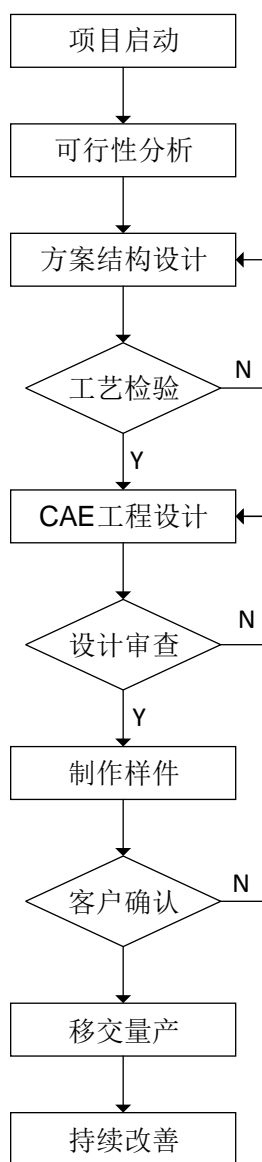 项目启动
可行性分析
方案结构设计
工艺检验
N
Y
CAE工程设计
设计审查
N
Y
制作样件
客户确认
N
移交量产
持续改善